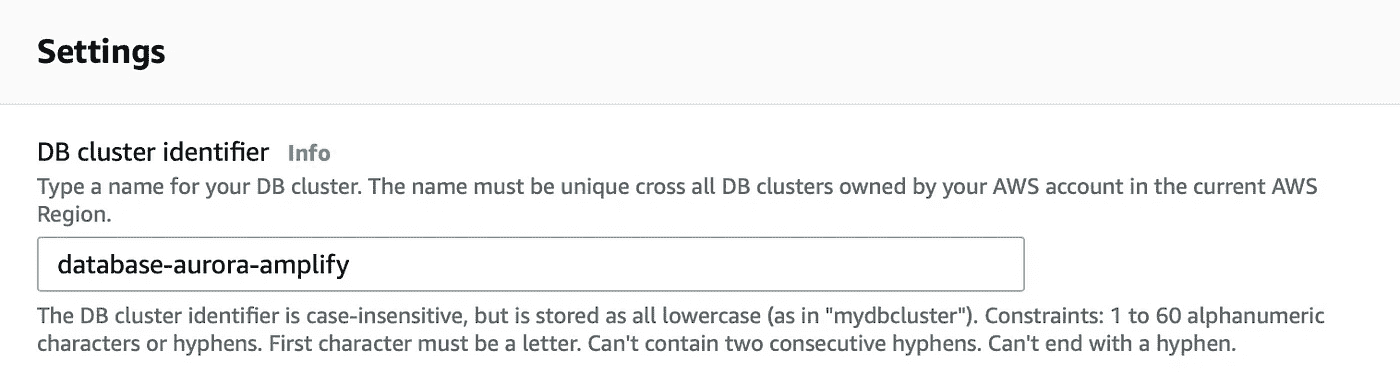 Settings
DB cluster identifier Info
Type a name for your DB cluster. The name must be unique cross all DB clusters owned by your AWS account in the current AWS
Region.
database-aurora-amplify
The DB cluster identifier is case-insensitive, but is stored as all lowercase (as in "mydbcluster"). Constraints: 1 to 60 alphanumeric
characters or hyphens. First character must be a letter. Can't contain two consecutive hyphens. Can't end with a hyphen.